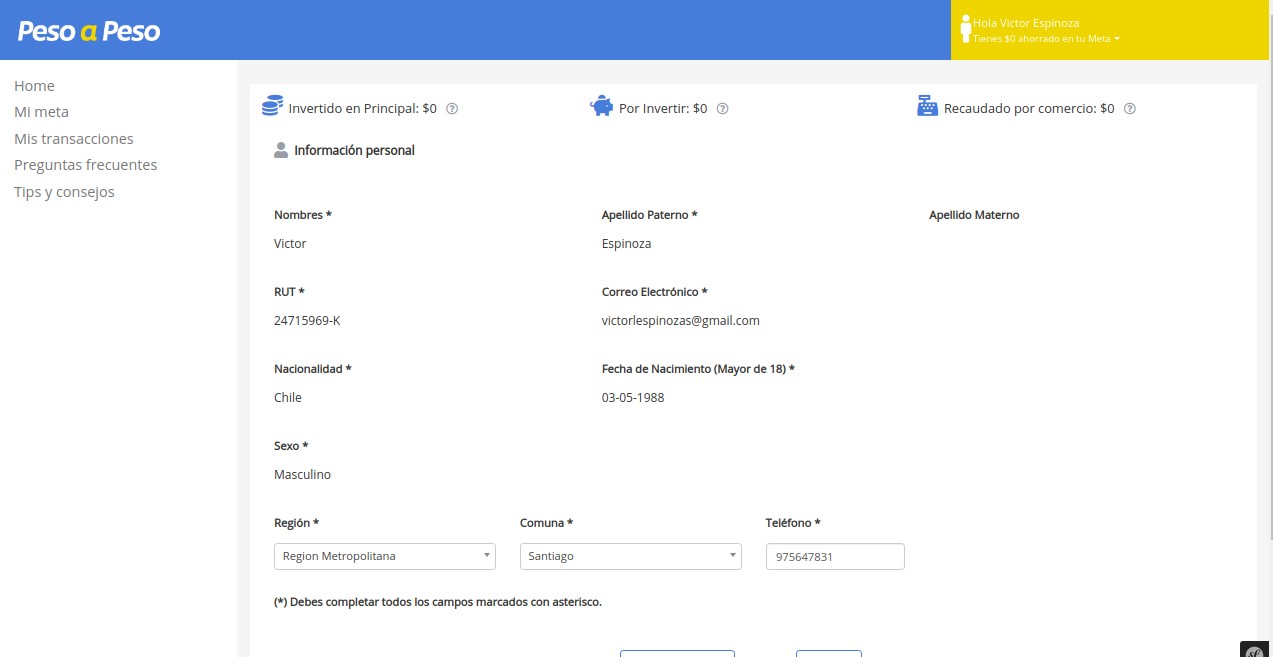 Peso a Peso
Hola Victor Espinoza
Tienes $0 ahorrado en tu Meta
Home
Mi meta
Mis transacciones
Preguntas frecuentes
Tips y consejos
Invertido en Principal: $0 ?
Por Invertir: $0 ?
Recaudado por comercio: $0 ?
Información personal
Nombres * Apellido Paterno * Apellido Materno
Victor Espinoza
RUT * Correo Electrónico *
24715969-K victorlespinozas@gmail.com
Nacionalidad * Fecha de Nacimiento (Mayor de 18) *
Chile 03-05-1988
Sexo *
Masculino
Región * Comuna * Teléfono *
Region Metropolitana Santiago 975647831
(*) Debes completar todos los campos marcados con asterisco.